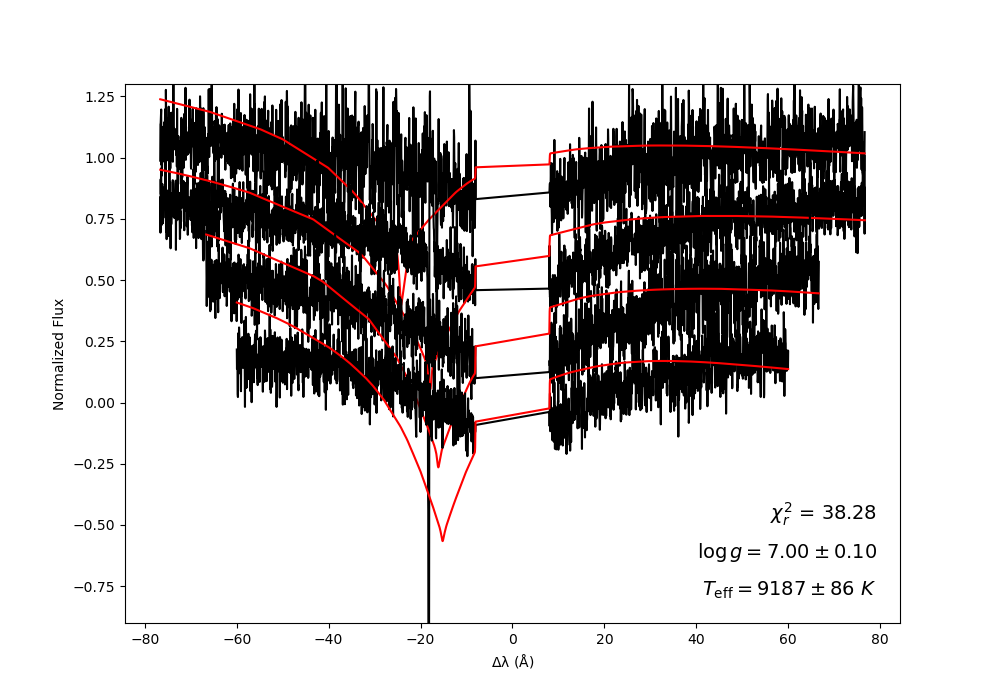 1.25
1.00
0.75
0.50
0.25
0.00
−0.25
−0.50
−0.75
Normalized Flux
χ²ᵣ = 38.28
log g = 7.00 ± 0.10
T_eff = 9187 ± 86 K
−80 −60 −40 −20 0 20 40 60 80
Δλ (Å)